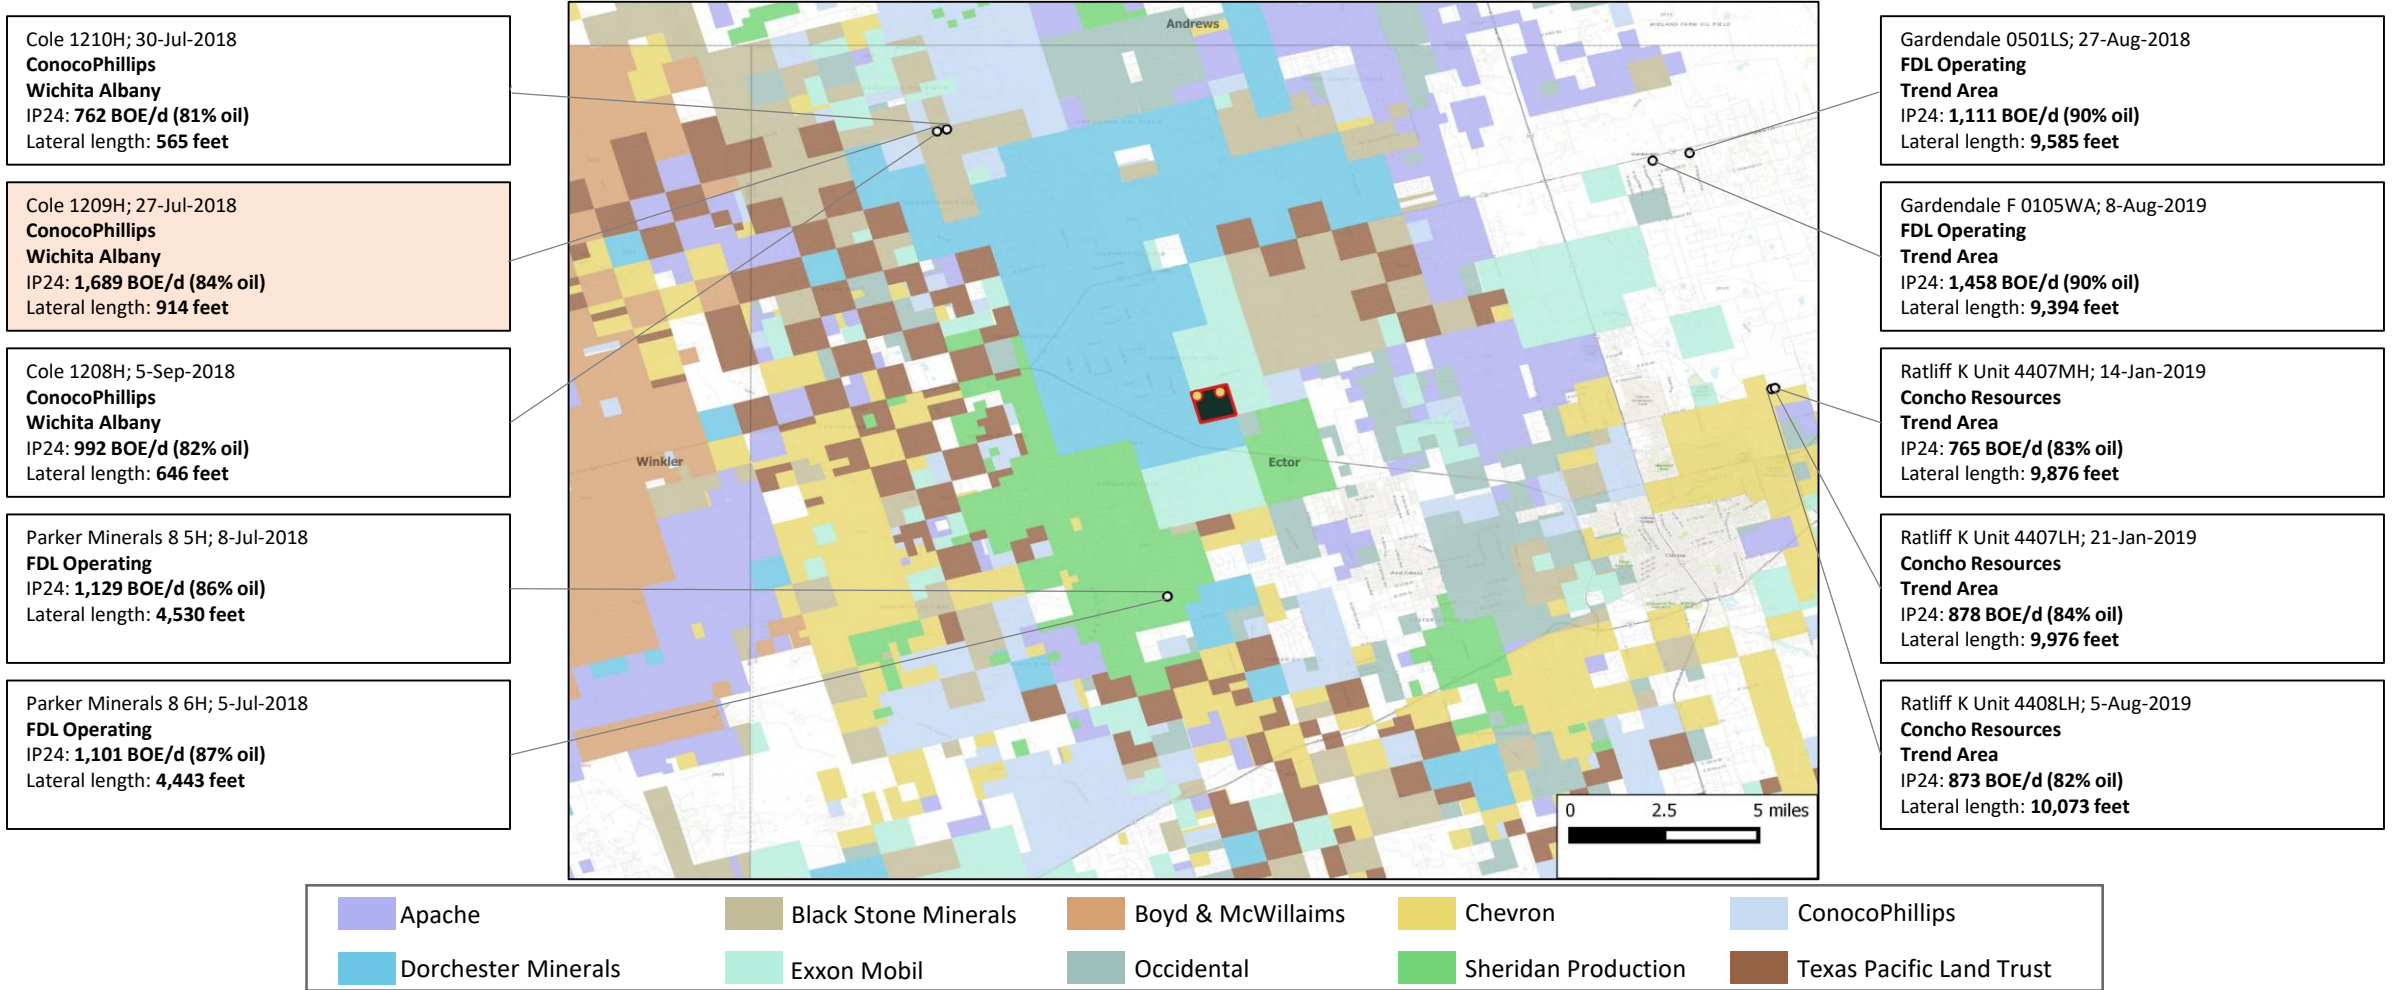 Cole 1210H; 30-Jul-2018
ConocoPhillips
Wichita Albany
IP24: 762 BOE/d (81% oil)
Lateral length: 565 feet
Cole 1209H; 27-Jul-2018
ConocoPhillips
Wichita Albany
IP24: 1,689 BOE/d (84% oil)
Lateral length: 914 feet
Cole 1208H; 5-Sep-2018
ConocoPhillips
Wichita Albany
IP24: 992 BOE/d (82% oil)
Lateral length: 646 feet
Parker Minerals 8 5H; 8-Jul-2018
FDL Operating
IP24: 1,129 BOE/d (86% oil)
Lateral length: 4,530 feet
Parker Minerals 8 6H; 5-Jul-2018
FDL Operating
IP24: 1,101 BOE/d (87% oil)
Lateral length: 4,443 feet
Andrews
MIDLAND FARM OIL FIELD
Winkler
Ector
Odessa
0 2.5 5 miles
Gardendale 0501LS; 27-Aug-2018
FDL Operating
Trend Area
IP24: 1,111 BOE/d (90% oil)
Lateral length: 9,585 feet
Gardendale F 0105WA; 8-Aug-2019
FDL Operating
Trend Area
IP24: 1,458 BOE/d (90% oil)
Lateral length: 9,394 feet
Ratliff K Unit 4407MH; 14-Jan-2019
Concho Resources
Trend Area
IP24: 765 BOE/d (83% oil)
Lateral length: 9,876 feet
Ratliff K Unit 4407LH; 21-Jan-2019
Concho Resources
Trend Area
IP24: 878 BOE/d (84% oil)
Lateral length: 9,976 feet
Ratliff K Unit 4408LH; 5-Aug-2019
Concho Resources
Trend Area
IP24: 873 BOE/d (82% oil)
Lateral length: 10,073 feet
Apache
Black Stone Minerals
Boyd & McWillaims
Chevron
ConocoPhillips
Dorchester Minerals
Exxon Mobil
Occidental
Sheridan Production
Texas Pacific Land Trust